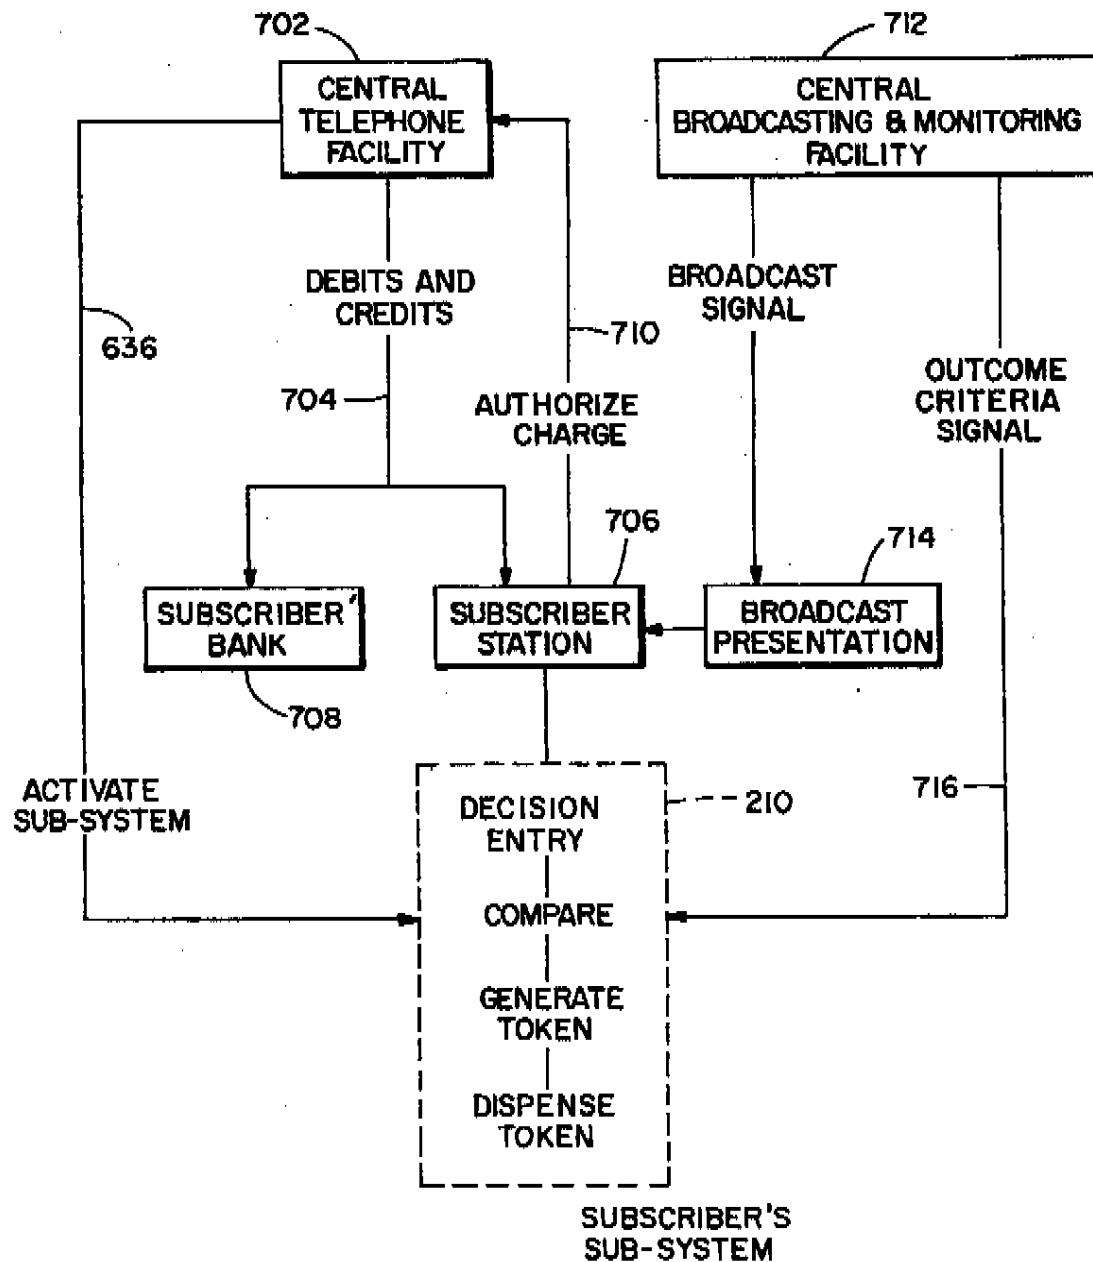 702
712
CENTRAL
TELEPHONE
FACILITY
CENTRAL
BROADCASTING & MONITORING
FACILITY
DEBITS AND
CREDITS
BROADCAST
SIGNAL
636
710
704
AUTHORIZE
CHARGE
OUTCOME
CRITERIA
SIGNAL
706
714
SUBSCRIBER'
BANK
SUBSCRIBER
STATION
BROADCAST
PRESENTATION
708
ACTIVATE
SUB-SYSTEM
DECISION
ENTRY
210
716
COMPARE
GENERATE
TOKEN
DISPENSE
TOKEN
SUBSCRIBER'S
SUB-SYSTEM